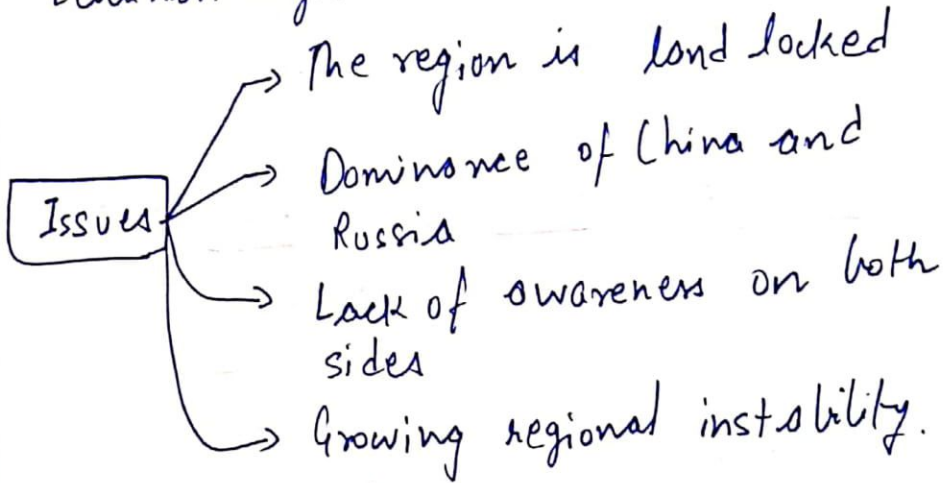 The region is land locked
Dominance of China and
Issues
Russia
Lack of awareness on both
sides
Growing regional instability.